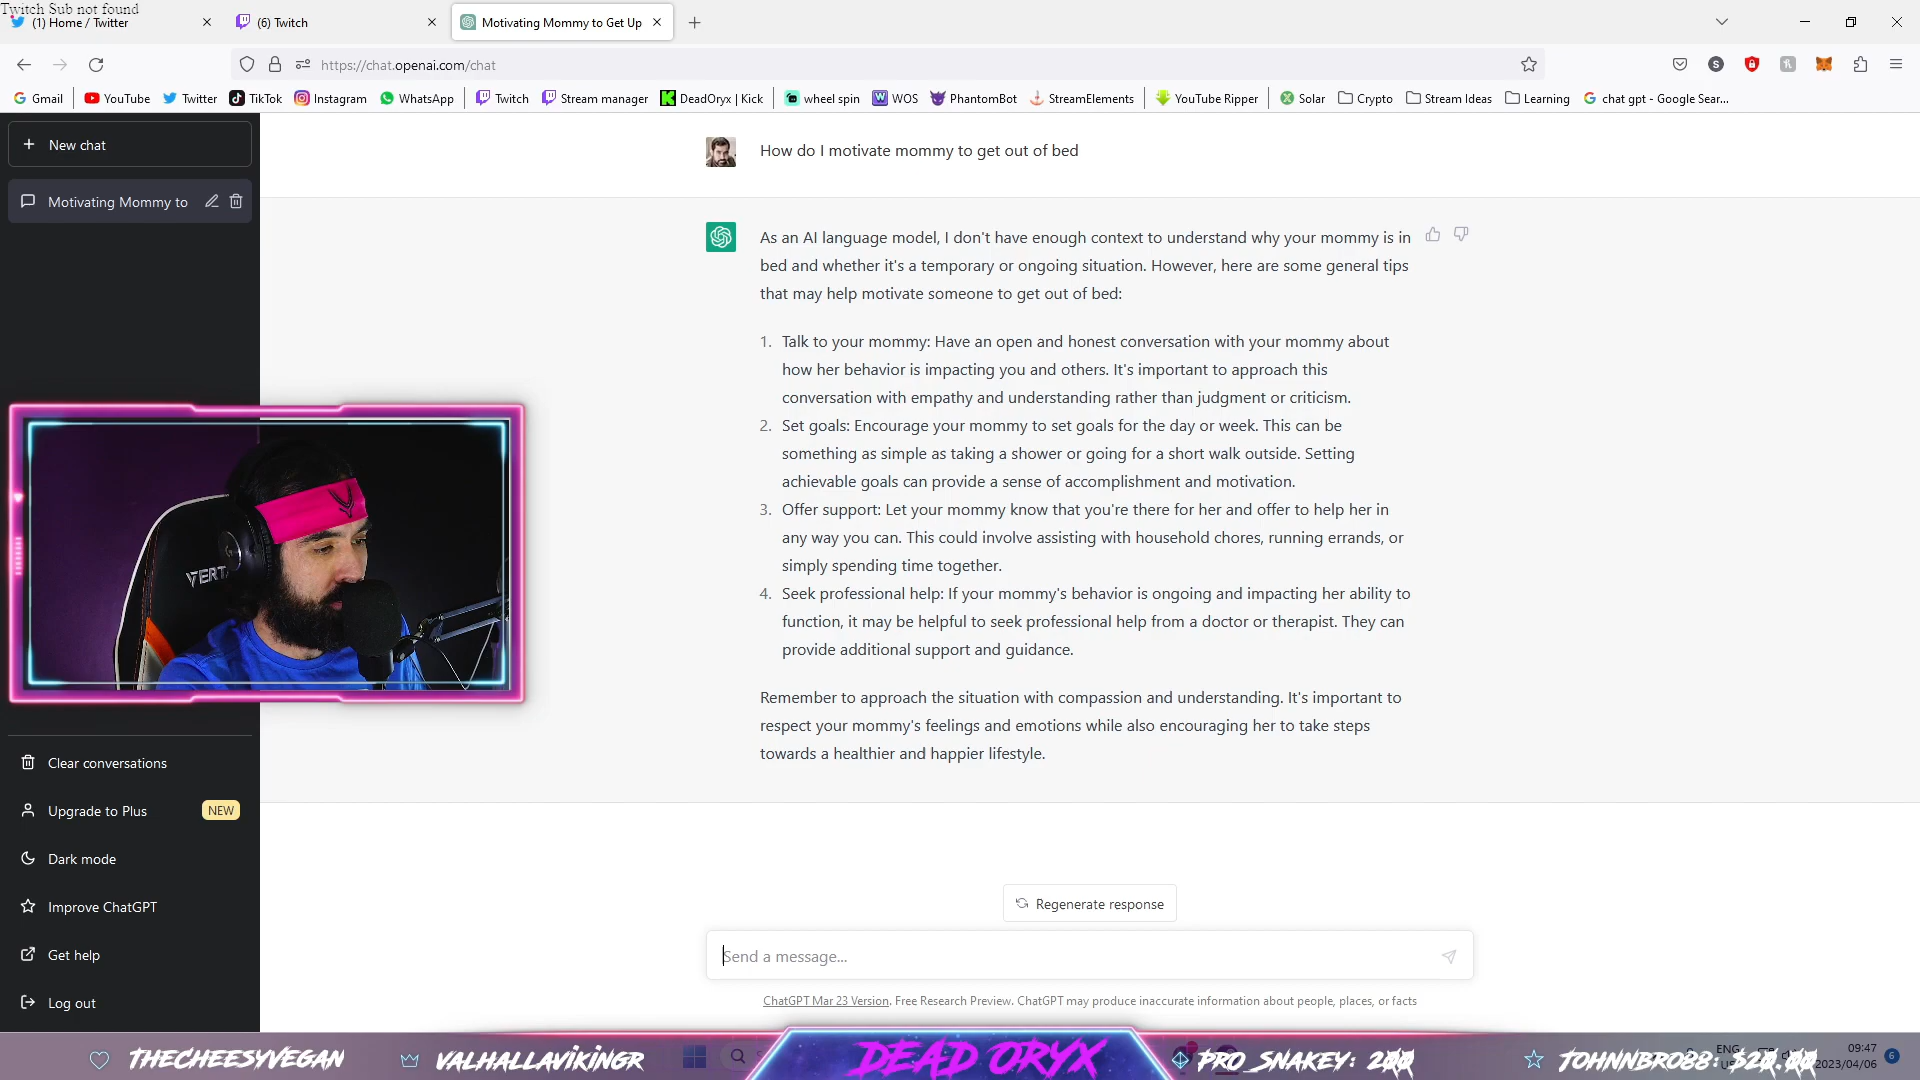 Twitch Sub not found
(1) Home / Twitter
(6) Twitch
Motivating Mommy to Get Up
https://chat.openai.com/chat
Gmail
YouTube
Twitter
TikTok
Instagram
WhatsApp
Twitch
Stream manager
DeadOryx | Kick
wheel spin
WOS
PhantomBot
StreamElements
YouTube Ripper
Solar
Crypto
Stream Ideas
Learning
chat gpt - Google Sear...
New chat
Motivating Mommy to
How do I motivate mommy to get out of bed
As an AI language model, I don't have enough context to understand why your mommy is in
bed and whether it's a temporary or ongoing situation. However, here are some general tips
that may help motivate someone to get out of bed:
1. Talk to your mommy: Have an open and honest conversation with your mommy about
how her behavior is impacting you and others. It's important to approach this
conversation with empathy and understanding rather than judgment or criticism.
2. Set goals: Encourage your mommy to set goals for the day or week. This can be
something as simple as taking a shower or going for a short walk outside. Setting
achievable goals can provide a sense of accomplishment and motivation.
3. Offer support: Let your mommy know that you're there for her and offer to help her in
any way you can. This could involve assisting with household chores, running errands, or
simply spending time together.
4. Seek professional help: If your mommy's behavior is ongoing and impacting her ability to
function, it may be helpful to seek professional help from a doctor or therapist. They can
provide additional support and guidance.
Remember to approach the situation with compassion and understanding. It's important to
respect your mommy's feelings and emotions while also encouraging her to take steps
towards a healthier and happier lifestyle.
Clear conversations
Upgrade to Plus
NEW
Dark mode
Improve ChatGPT
Get help
Log out
Regenerate response
Send a message...
ChatGPT Mar 23 Version. Free Research Preview. ChatGPT may produce inaccurate information about people, places, or facts
THECHEESYVEGAN
VALHALLAVIKINGR
DEAD ORYX
PRO_SNAKEY: 200
TOHNNBRO88: $20.00
ENG
09:47
2023/04/06
6